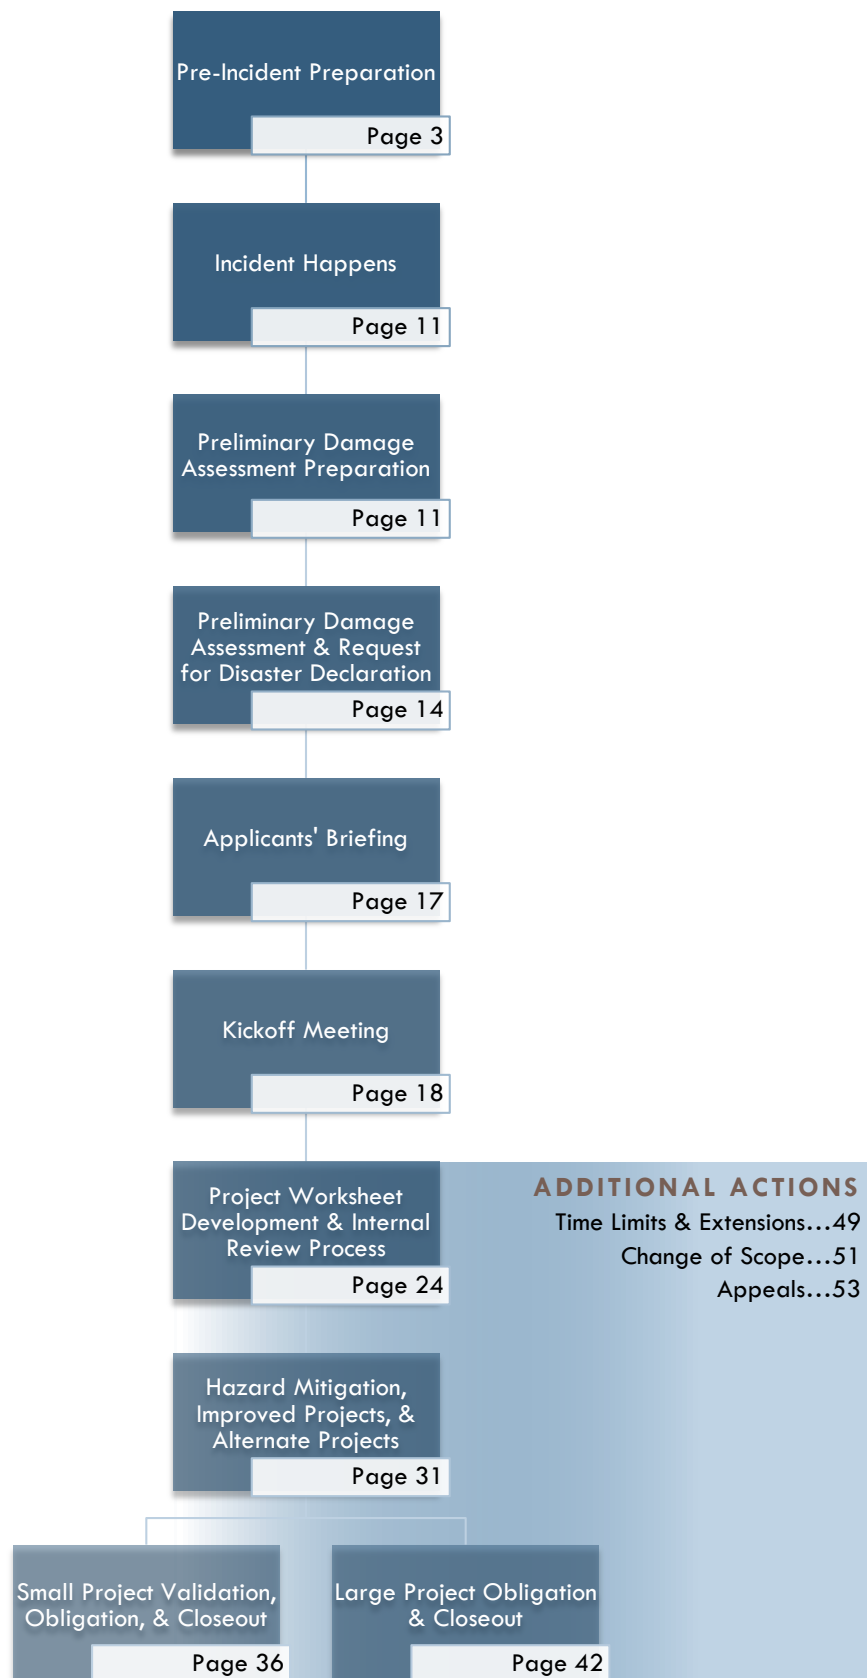 Pre-Incident Preparation
Page 3
Incident Happens
Page 11
Preliminary Damage
Assessment Preparation
Page 11
Preliminary Damage
Assessment & Request
for Disaster Declaration
Page 14
Applicants' Briefing
Page 17
Kickoff Meeting
Page 18
Project Worksheet
Development & Internal
Review Process
Page 24
ADDITIONAL ACTIONS
Time Limits & Extensions...49
Change of Scope...51
Appeals...53
Hazard Mitigation,
Improved Projects, &
Alternate Projects
Page 31
Small Project Validation,
Obligation, & Closeout
Page 36
Large Project Obligation
& Closeout
Page 42